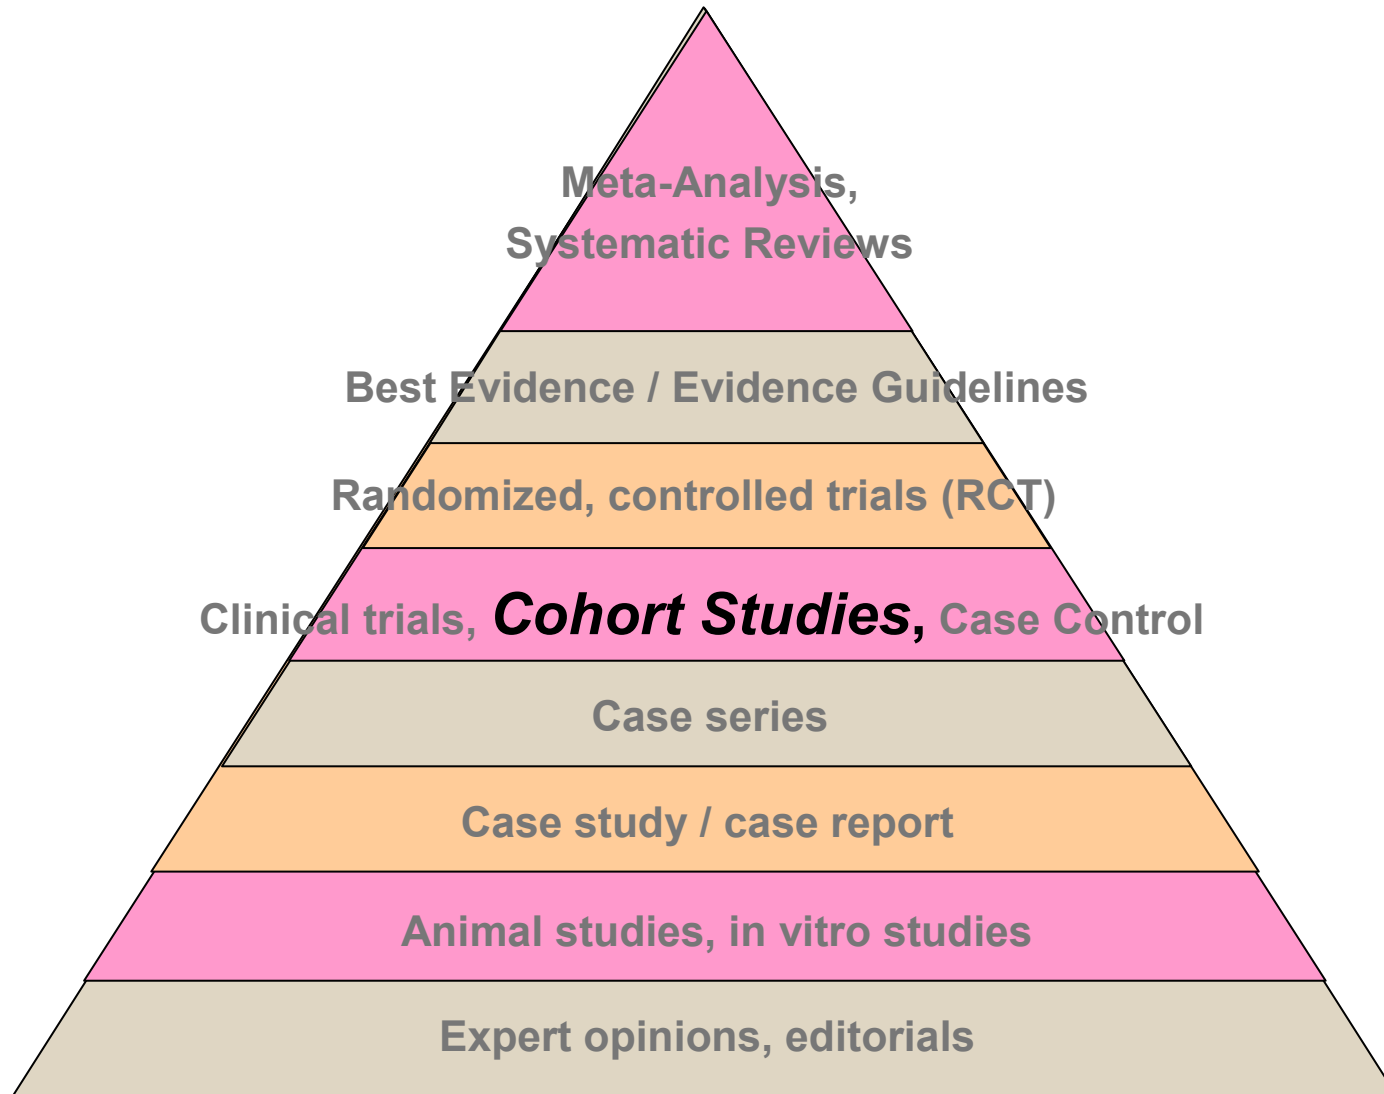 Meta-Analysis,
Systematic Reviews
Best Evidence / Evidence Guidelines
Randomized, controlled trials (RCT)
Clinical trials, Cohort Studies, Case Control
Case series
Case study / case report
Animal studies, in vitro studies
Expert opinions, editorials